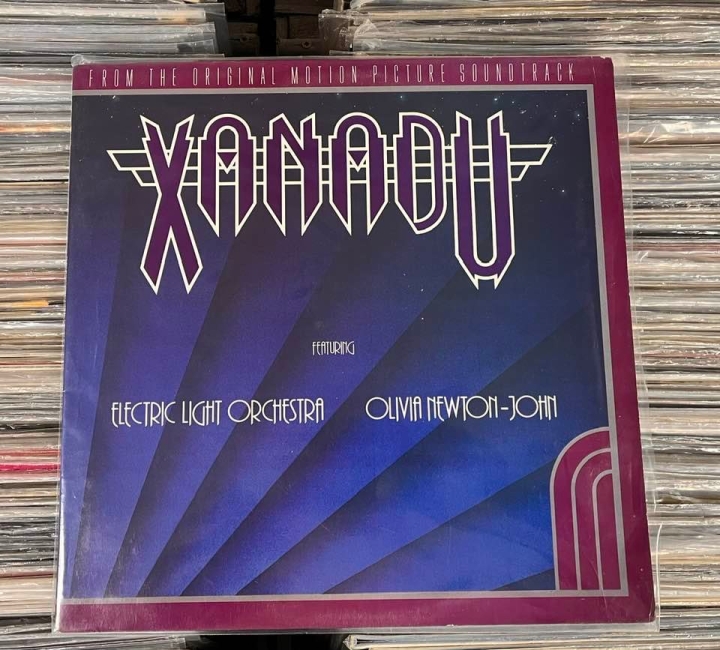 FROM THE ORIGINAL MOTION PICTURE SOUNDTRACK
XANADU
FEATURING
ELECTRIC LIGHT ORCHESTRA OLIVIA NEWTON-JOHN